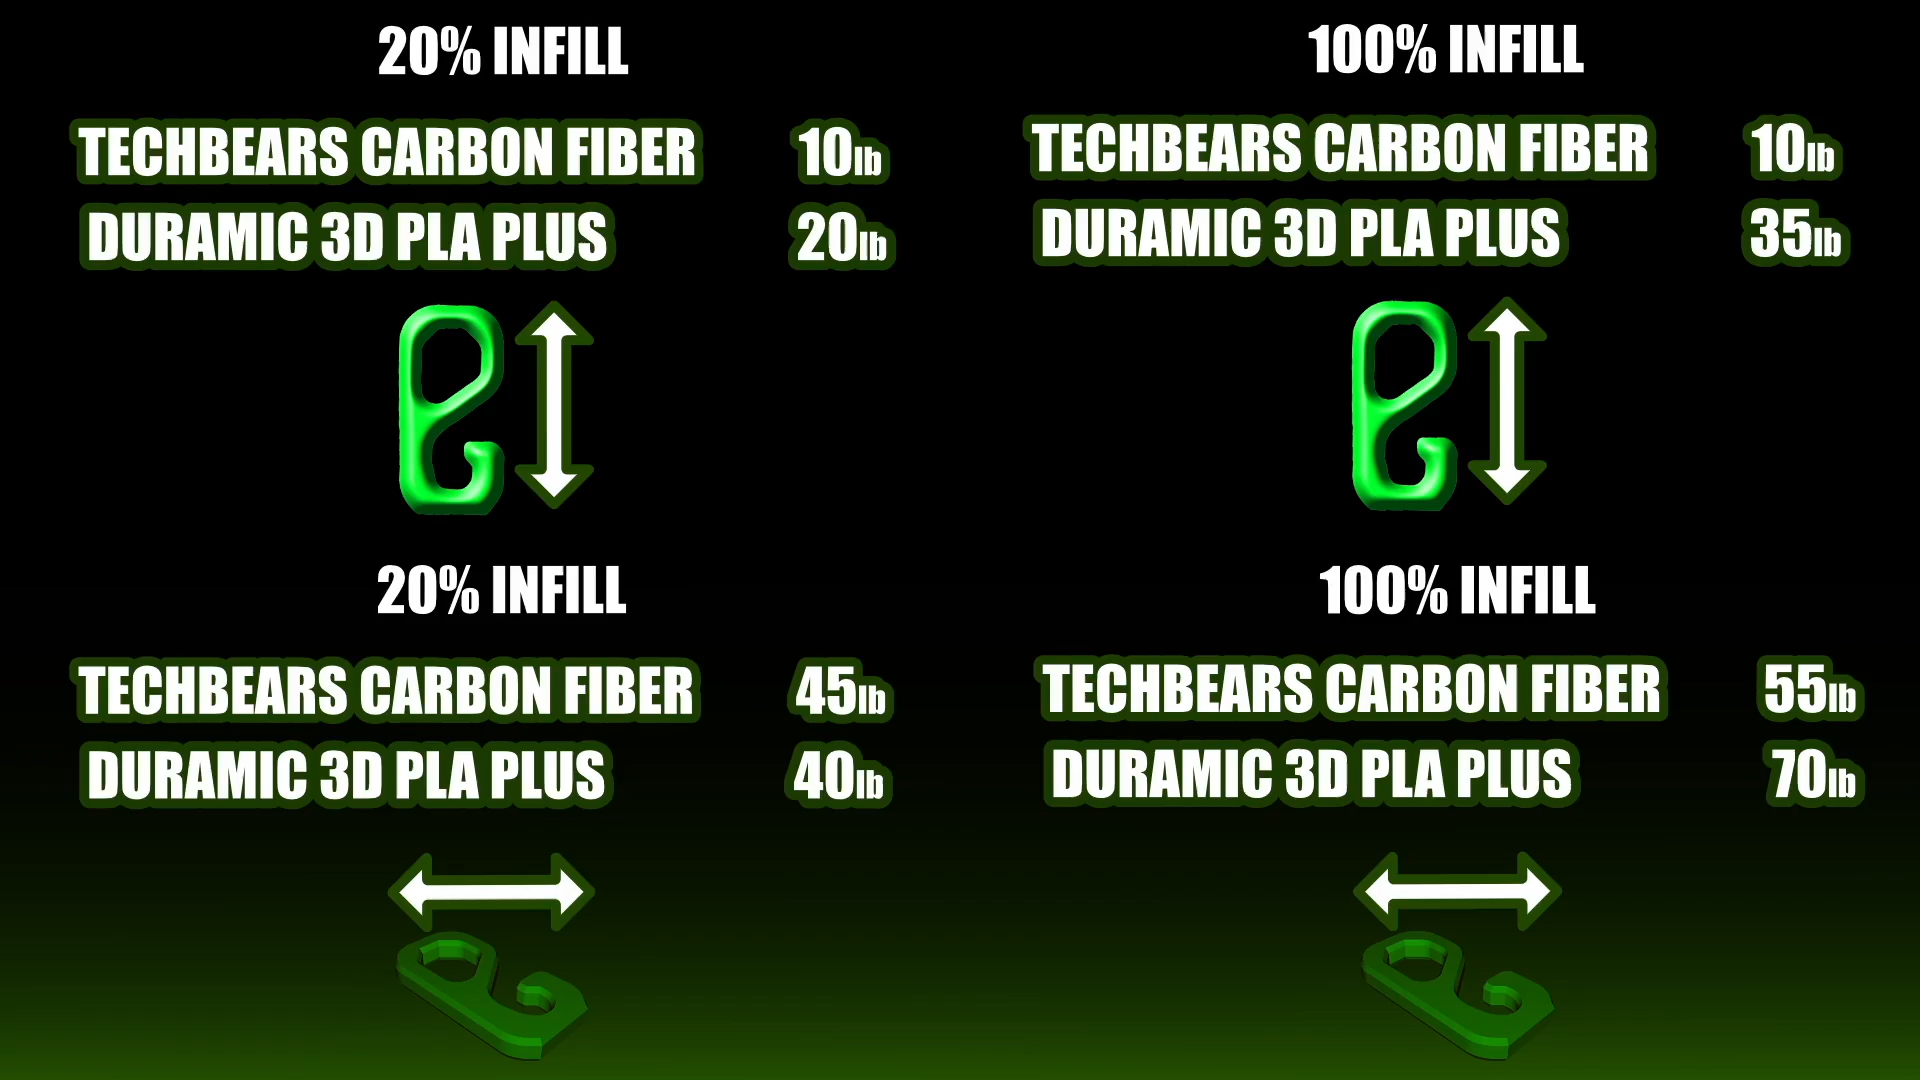 20% INFILL
TECHBEARS CARBON FIBER 10lb
DURAMIC 3D PLA PLUS 20lb
100% INFILL
TECHBEARS CARBON FIBER 10lb
DURAMIC 3D PLA PLUS 35lb
20% INFILL
TECHBEARS CARBON FIBER 45lb
DURAMIC 3D PLA PLUS 40lb
100% INFILL
TECHBEARS CARBON FIBER 55lb
DURAMIC 3D PLA PLUS 70lb